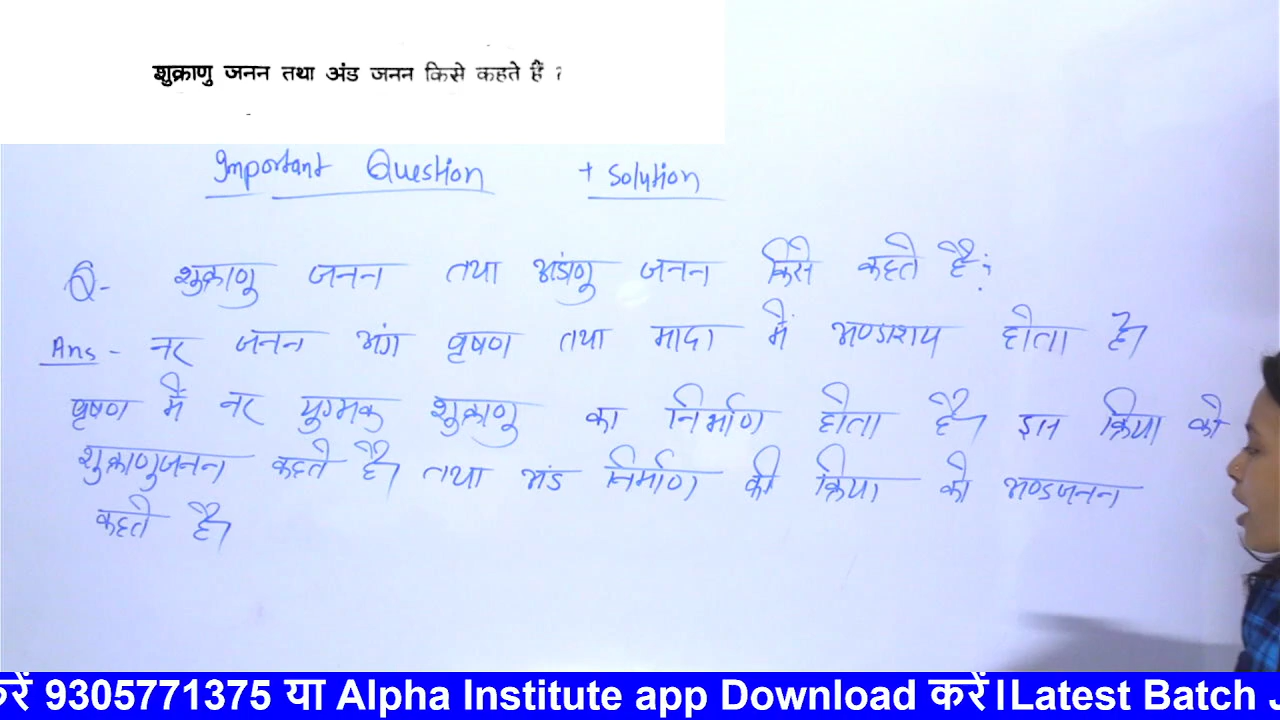 शुक्राणु जनन तथा अंड जनन किसे कहते हैं ?
Important Question + Solution
Q- शुक्राणु जनन तथा अंडाणु जनन किसे कहते है?
Ans - नर जनन अंग वृषण तथा मादा में अण्डाशय होता है।
वृषण में नर युग्मक शुक्राणु का निर्माण होता है। इस क्रिया को
शुक्राणुजनन कहते है। तथा अंड निर्माण की क्रिया को अण्डजनन
कहते है।
करें 9305771375 या Alpha Institute app Download करें।Latest Batch J